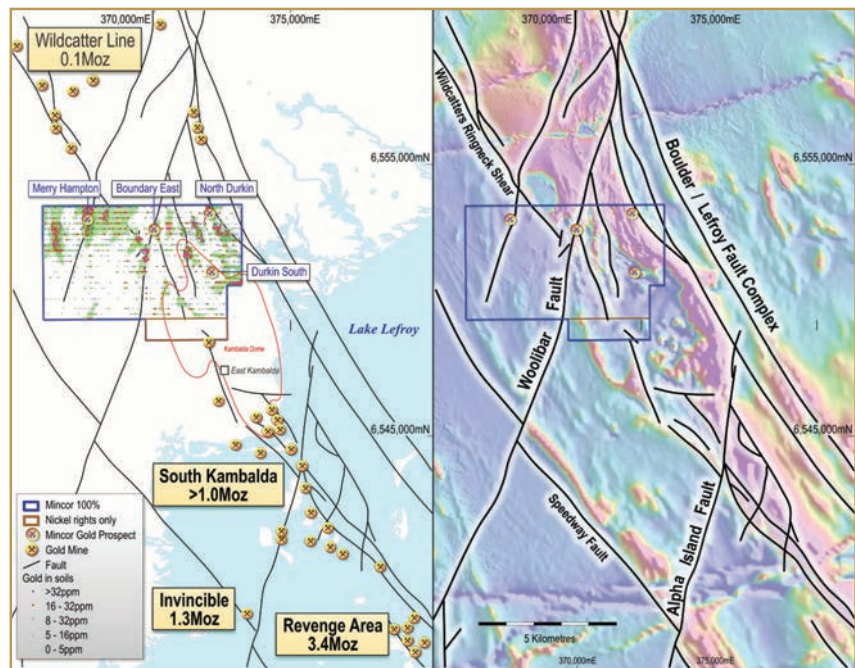 370,000mE
375,000mE
Wildcatter Line
0.1Moz
Merry Hampton
Boundary East
North Durkin
6,555,000mN
Durkin South
Lake Lefroy
Kambalda Dome
East Kambalda
6,545,000mN
South Kambalda
>1.0Moz
Mincor 100%
Nickel rights only
Mincor Gold Prospect
Gold Mine
Fault
Gold in soils
>32ppm
16 - 32ppm
8 - 32ppm
5 - 16ppm
0 - 5ppm
Invincible
1.3Moz
Revenge Area
3.4Moz
370,000mE
375,000mE
Wildcatters Ringneck Shear
6,555,000mN
Boulder / Lefroy Fault Complex
Woolibar Fault
6,545,000mN
Speedway Fault
Alpha Island Fault
5 Kilometres
370,000mE
375,000mE